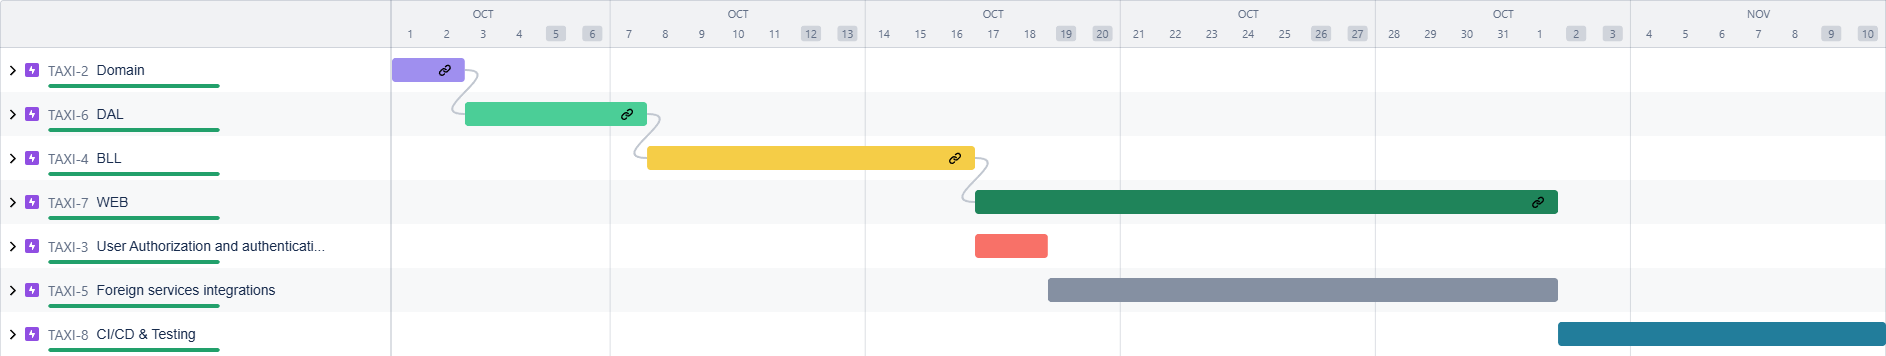 OCT OCT OCT OCT OCT NOV
1 2 3 4 5 6 7 8 9 10 11 12 13 14 15 16 17 18 19 20 21 22 23 24 25 26 27 28 29 30 31 1 2 3 4 5 6 7 8 9 10
TAXI-2 Domain
TAXI-6 DAL
TAXI-4 BLL
TAXI-7 WEB
TAXI-3 User Authorization and authenticati...
TAXI-5 Foreign services integrations
TAXI-8 CI/CD & Testing